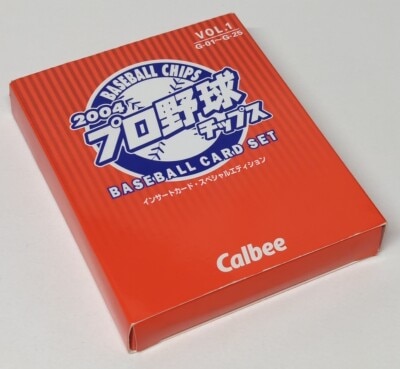 VOL.1
G-01~G-25
BASEBALL CHIPS
2004
プロ野球
チップス
BASEBALL CARD SET
インサートカード・スペシャルエディション
Calbee